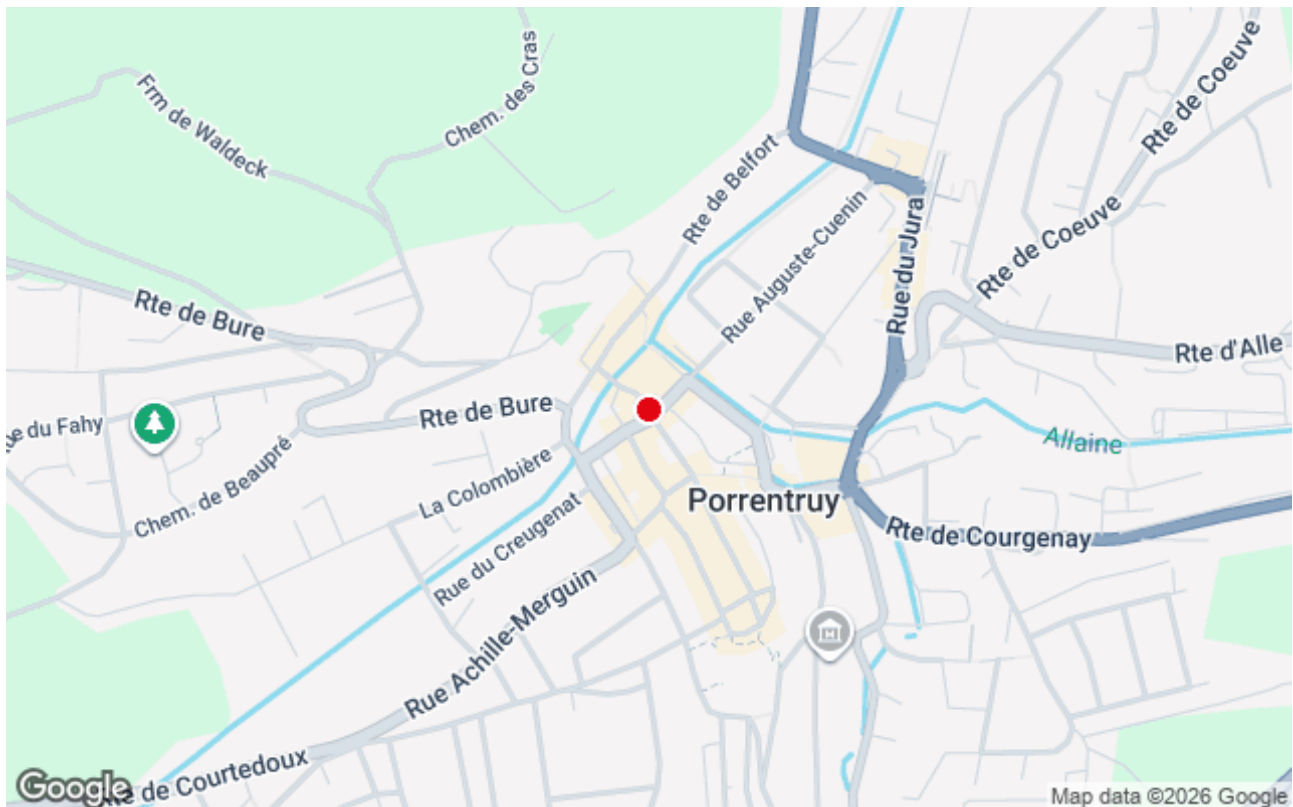 Frm de Waldeck
Chem. des Cras
Rte de Belfort
Rte de Coeuve
Rte de Coeuve
Rue Auguste-Cuenin
Rue du Jura
Rte de Bure
Rte d'Alle
Rte de Bure
Rue du Fahy
Chem. de Beaupré
La Colombière
Allaine
Porrentruy
Rue du Creugenat
Rte de Courgenay
Rue Achille-Merguin
Rte de Courtedoux
Google
Map data ©2026 Google